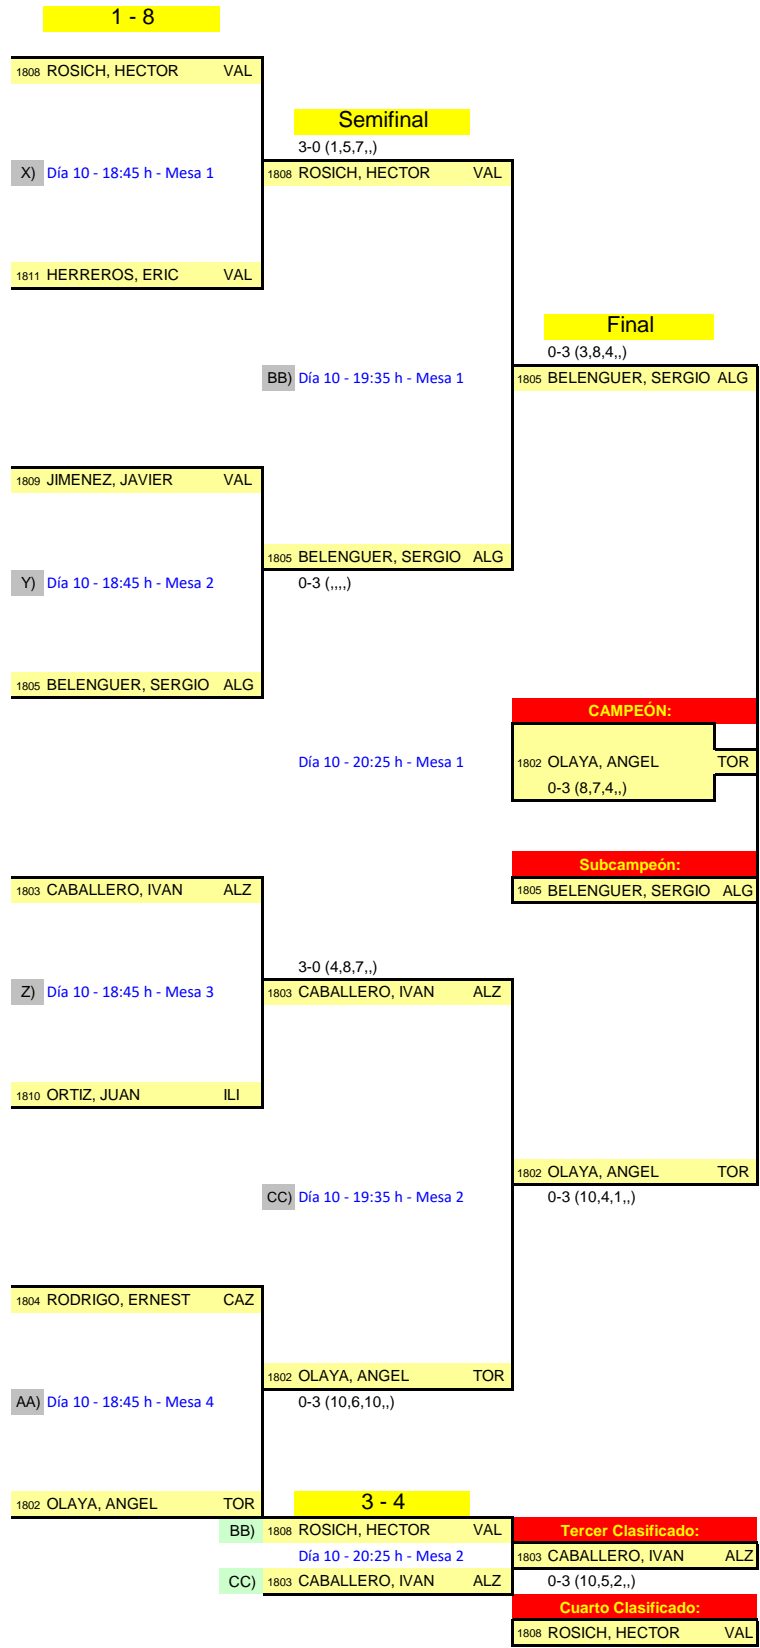 1 - 8
1808 ROSICH, HECTOR VAL
Semifinal
3-0 (1,5,7,,)
X) Día 10 - 18:45 h - Mesa 1
1808 ROSICH, HECTOR VAL
1811 HERREROS, ERIC VAL
Final
0-3 (3,8,4,,)
BB) Día 10 - 19:35 h - Mesa 1
1805 BELENGUER, SERGIO ALG
1809 JIMENEZ, JAVIER VAL
1805 BELENGUER, SERGIO ALG
Y) Día 10 - 18:45 h - Mesa 2
0-3 (,,,,)
1805 BELENGUER, SERGIO ALG
CAMPEÓN:
Día 10 - 20:25 h - Mesa 1
1802 OLAYA, ANGEL TOR
0-3 (8,7,4,,)
Subcampeón:
1803 CABALLERO, IVAN ALZ
1805 BELENGUER, SERGIO ALG
3-0 (4,8,7,,)
Z) Día 10 - 18:45 h - Mesa 3
1803 CABALLERO, IVAN ALZ
1810 ORTIZ, JUAN ILI
1802 OLAYA, ANGEL TOR
CC) Día 10 - 19:35 h - Mesa 2
0-3 (10,4,1,,)
1804 RODRIGO, ERNEST CAZ
1802 OLAYA, ANGEL TOR
AA) Día 10 - 18:45 h - Mesa 4
0-3 (10,6,10,,)
1802 OLAYA, ANGEL TOR
3 - 4
BB) 1808 ROSICH, HECTOR VAL
Tercer Clasificado:
Día 10 - 20:25 h - Mesa 2
1803 CABALLERO, IVAN ALZ
CC) 1803 CABALLERO, IVAN ALZ
0-3 (10,5,2,,)
Cuarto Clasificado:
1808 ROSICH, HECTOR VAL